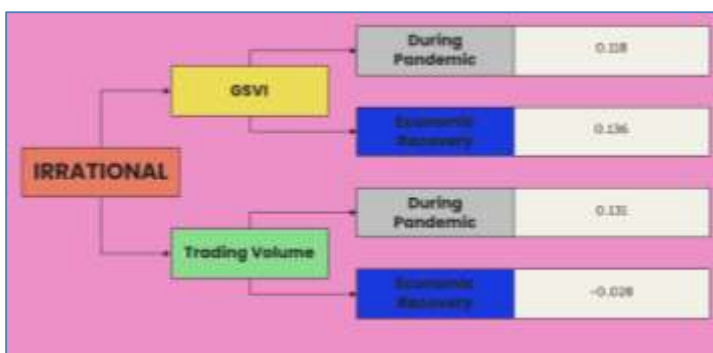 During
Pandemic
0.118
GSVI
Economic
Recovery
0.136
IRRATIONAL
During
Pandemic
0.131
Trading Volume
Economic
Recovery
-0.028